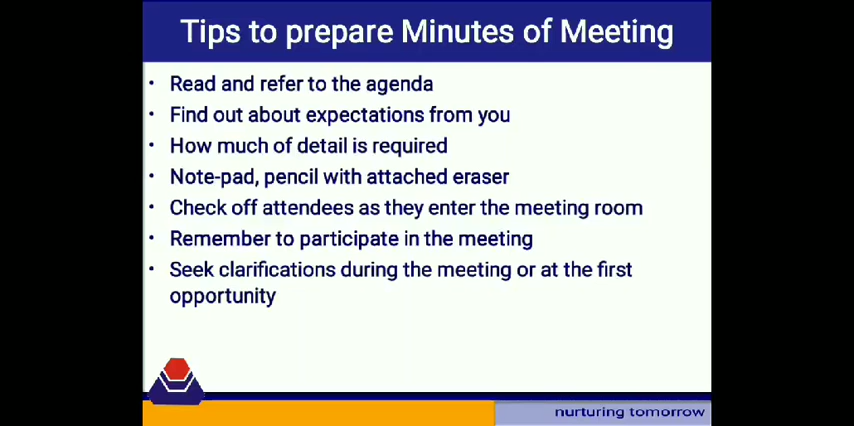 Tips to prepare Minutes of Meeting
• Read and refer to the agenda
• Find out about expectations from you
• How much of detail is required
• Note-pad, pencil with attached eraser
• Check off attendees as they enter the meeting room
• Remember to participate in the meeting
• Seek clarifications during the meeting or at the first
opportunity
nurturing tomorrow